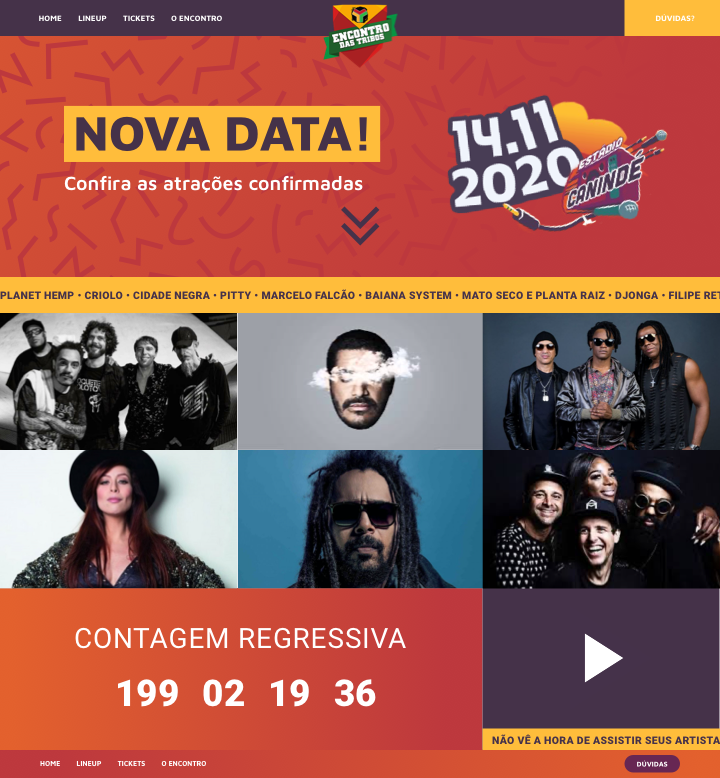 HOME LINEUP TICKETS O ENCONTRO
ENCONTRO
DAS TRIBOS
DÚVIDAS?
NOVA DATA!
Confira as atrações confirmadas
14.11
2020
ESTÁDIO
CANINDÉ
PLANET HEMP • CRIOLO • CIDADE NEGRA • PITTY • MARCELO FALCÃO • BAIANA SYSTEM • MATO SECO E PLANTA RAIZ • DJONGA • FILIPE RET
CONTAGEM REGRESSIVA
199 02 19 36
NÃO VÊ A HORA DE ASSISTIR SEUS ARTISTA
HOME LINEUP TICKETS O ENCONTRO
DÚVIDAS